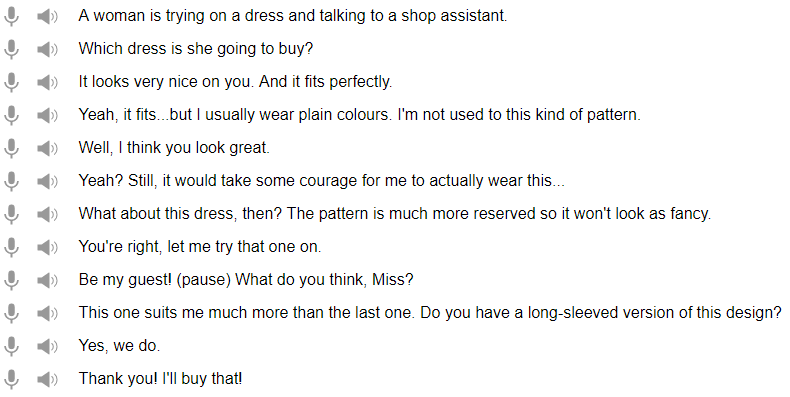 A woman is trying on a dress and talking to a shop assistant.
Which dress is she going to buy?
It looks very nice on you. And it fits perfectly.
Yeah, it fits...but I usually wear plain colours. I'm not used to this kind of pattern.
Well, I think you look great.
Yeah? Still, it would take some courage for me to actually wear this...
What about this dress, then? The pattern is much more reserved so it won't look as fancy.
You're right, let me try that one on.
Be my guest! (pause) What do you think, Miss?
This one suits me much more than the last one. Do you have a long-sleeved version of this design?
Yes, we do.
Thank you! I'll buy that!